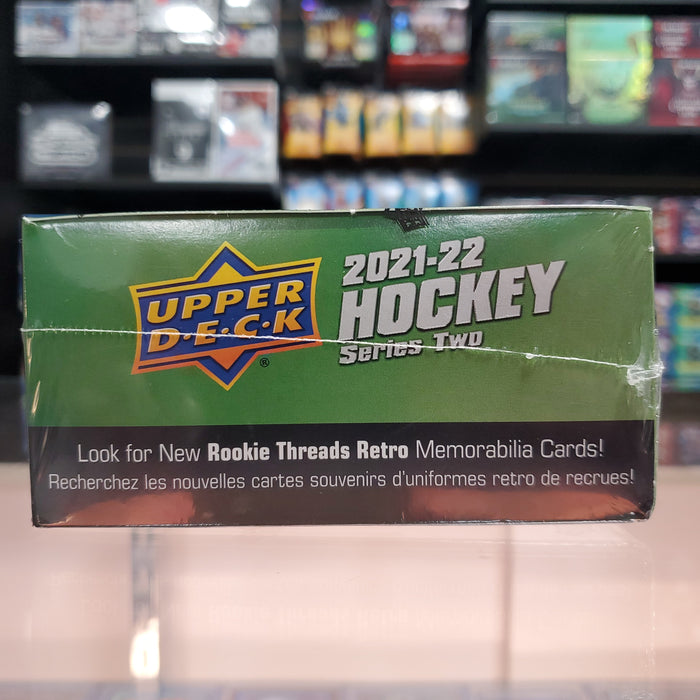 UPPER
D·E·C·K
®
2021-22
HOCKEY
Series Two
Look for New Rookie Threads Retro Memorabilia Cards!
Recherchez les nouvelles cartes souvenirs d'uniformes retro de recrues!